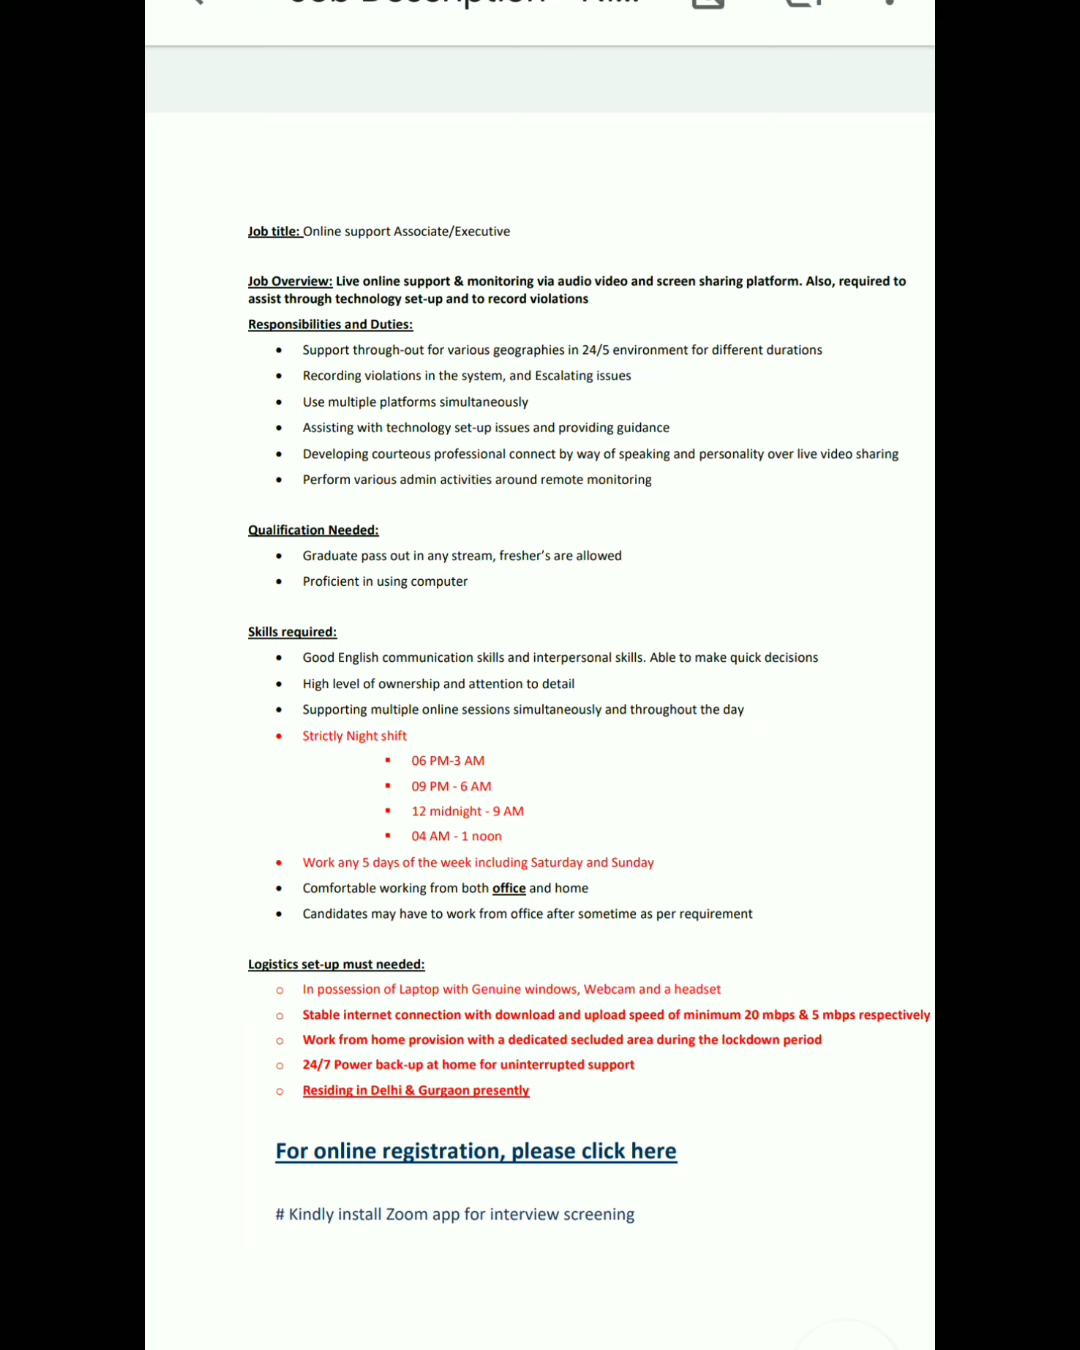 Job title: Online support Associate/Executive
Job Overview: Live online support & monitoring via audio video and screen sharing platform. Also, required to
assist through technology set-up and to record violations
Responsibilities and Duties:
• Support through-out for various geographies in 24/5 environment for different durations
• Recording violations in the system, and Escalating issues
• Use multiple platforms simultaneously
• Assisting with technology set-up issues and providing guidance
• Developing courteous professional connect by way of speaking and personality over live video sharing
• Perform various admin activities around remote monitoring
Qualification Needed:
• Graduate pass out in any stream, fresher's are allowed
• Proficient in using computer
Skills required:
• Good English communication skills and interpersonal skills. Able to make quick decisions
• High level of ownership and attention to detail
• Supporting multiple online sessions simultaneously and throughout the day
• Strictly Night shift
▪ 06 PM-3 AM
▪ 09 PM - 6 AM
▪ 12 midnight - 9 AM
▪ 04 AM - 1 noon
• Work any 5 days of the week including Saturday and Sunday
• Comfortable working from both office and home
• Candidates may have to work from office after sometime as per requirement
Logistics set-up must needed:
o In possession of Laptop with Genuine windows, Webcam and a headset
o Stable internet connection with download and upload speed of minimum 20 mbps & 5 mbps respectively
o Work from home provision with a dedicated secluded area during the lockdown period
o 24/7 Power back-up at home for uninterrupted support
o Residing in Delhi & Gurgaon presently
For online registration, please click here
# Kindly install Zoom app for interview screening